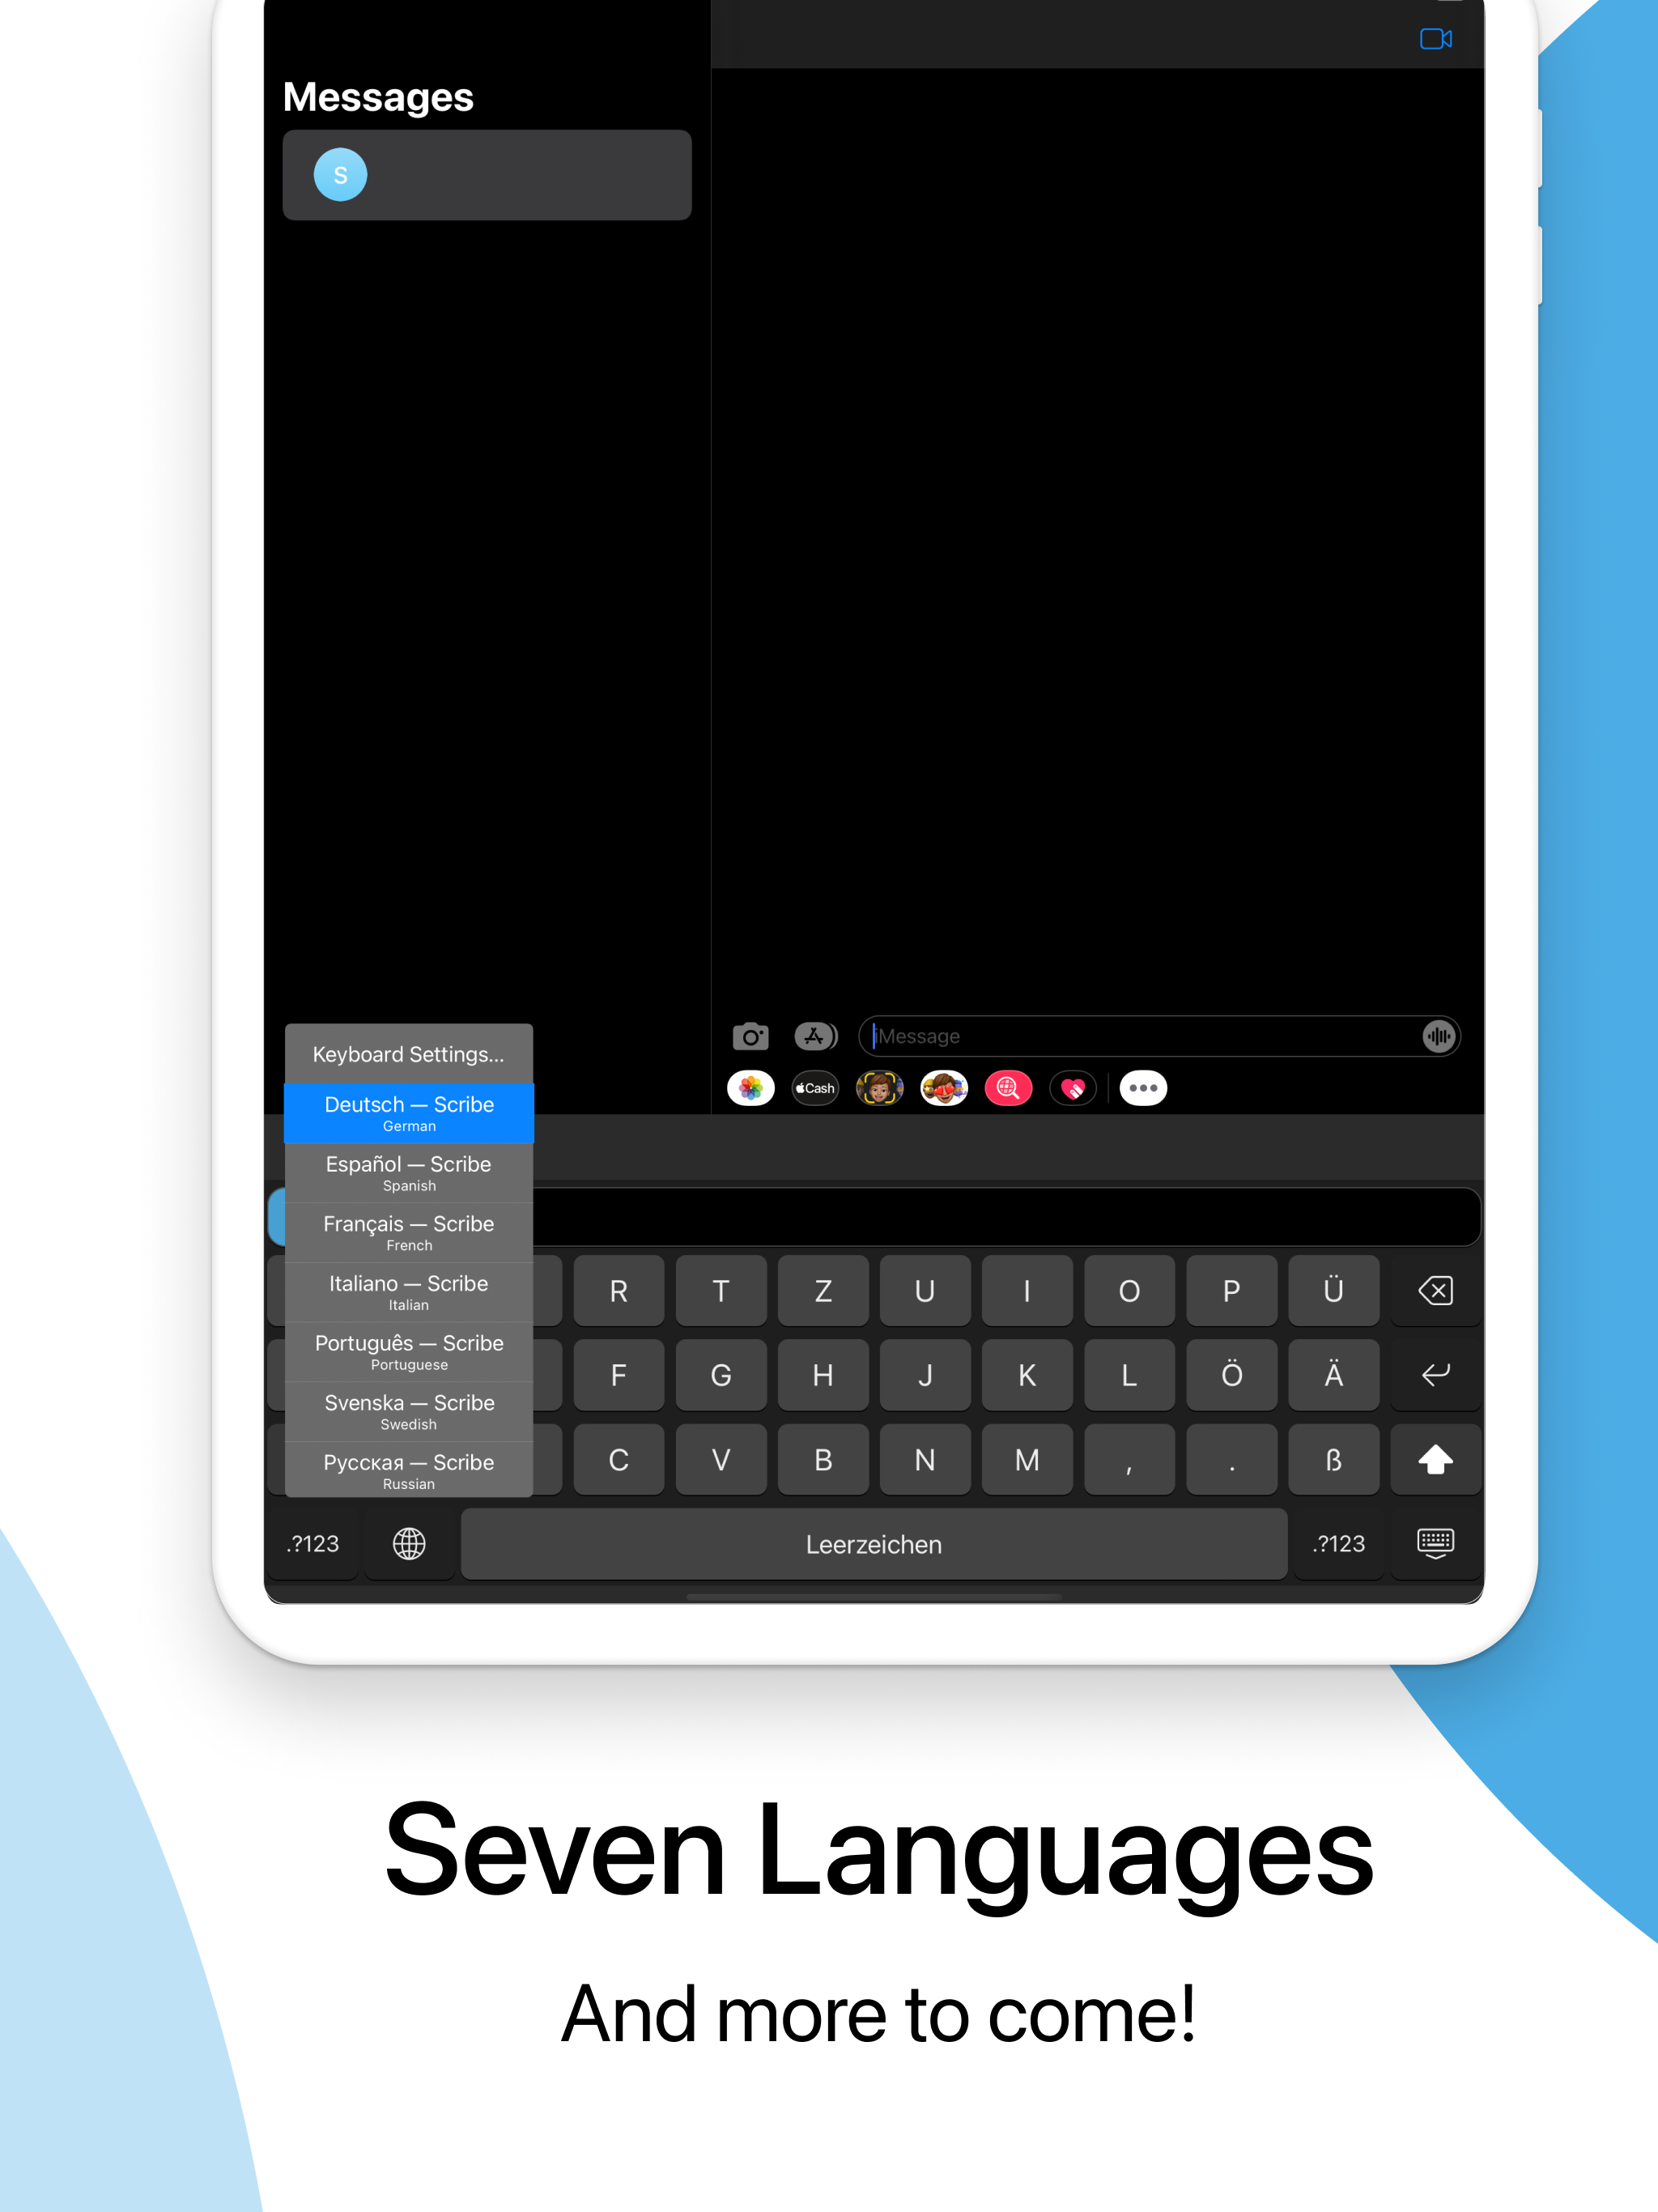 Messages
S
iMessage
Cash
Keyboard Settings...
Deutsch — Scribe
German
Español — Scribe
Spanish
Français — Scribe
French
Italiano — Scribe
Italian
Português — Scribe
Portuguese
Svenska — Scribe
Swedish
Русская — Scribe
Russian
R T Z U I O P Ü
F G H J K L Ö Ä
C V B N M , . ß
.?123 Leerzeichen .?123
Seven Languages
And more to come!